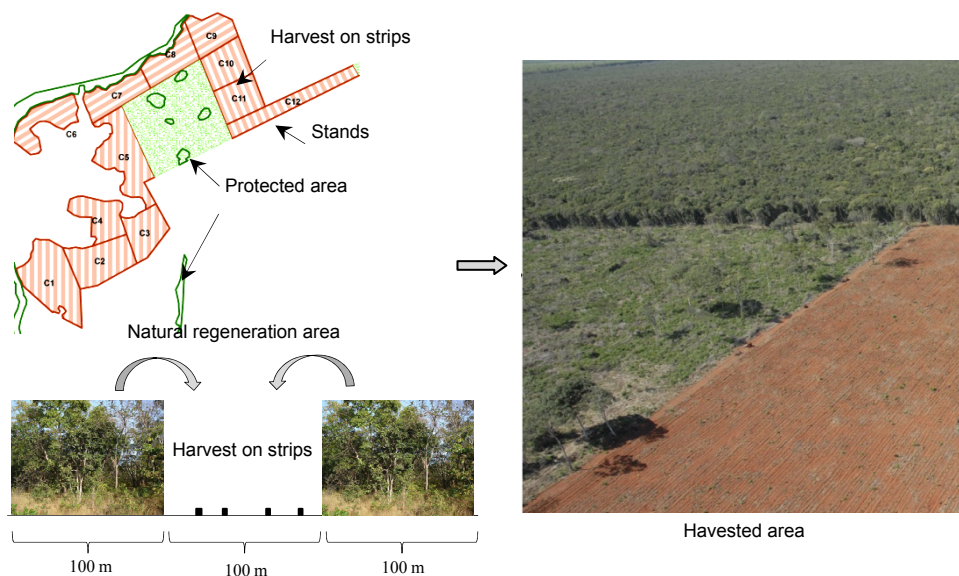 C9
Harvest on strips
C8
C10
C7
C11
C12
C6
Stands
C5
Protected area
C4
C3
C2
C1
Natural regeneration area
Harvest on strips
Havested area
100 m
100 m
100 m